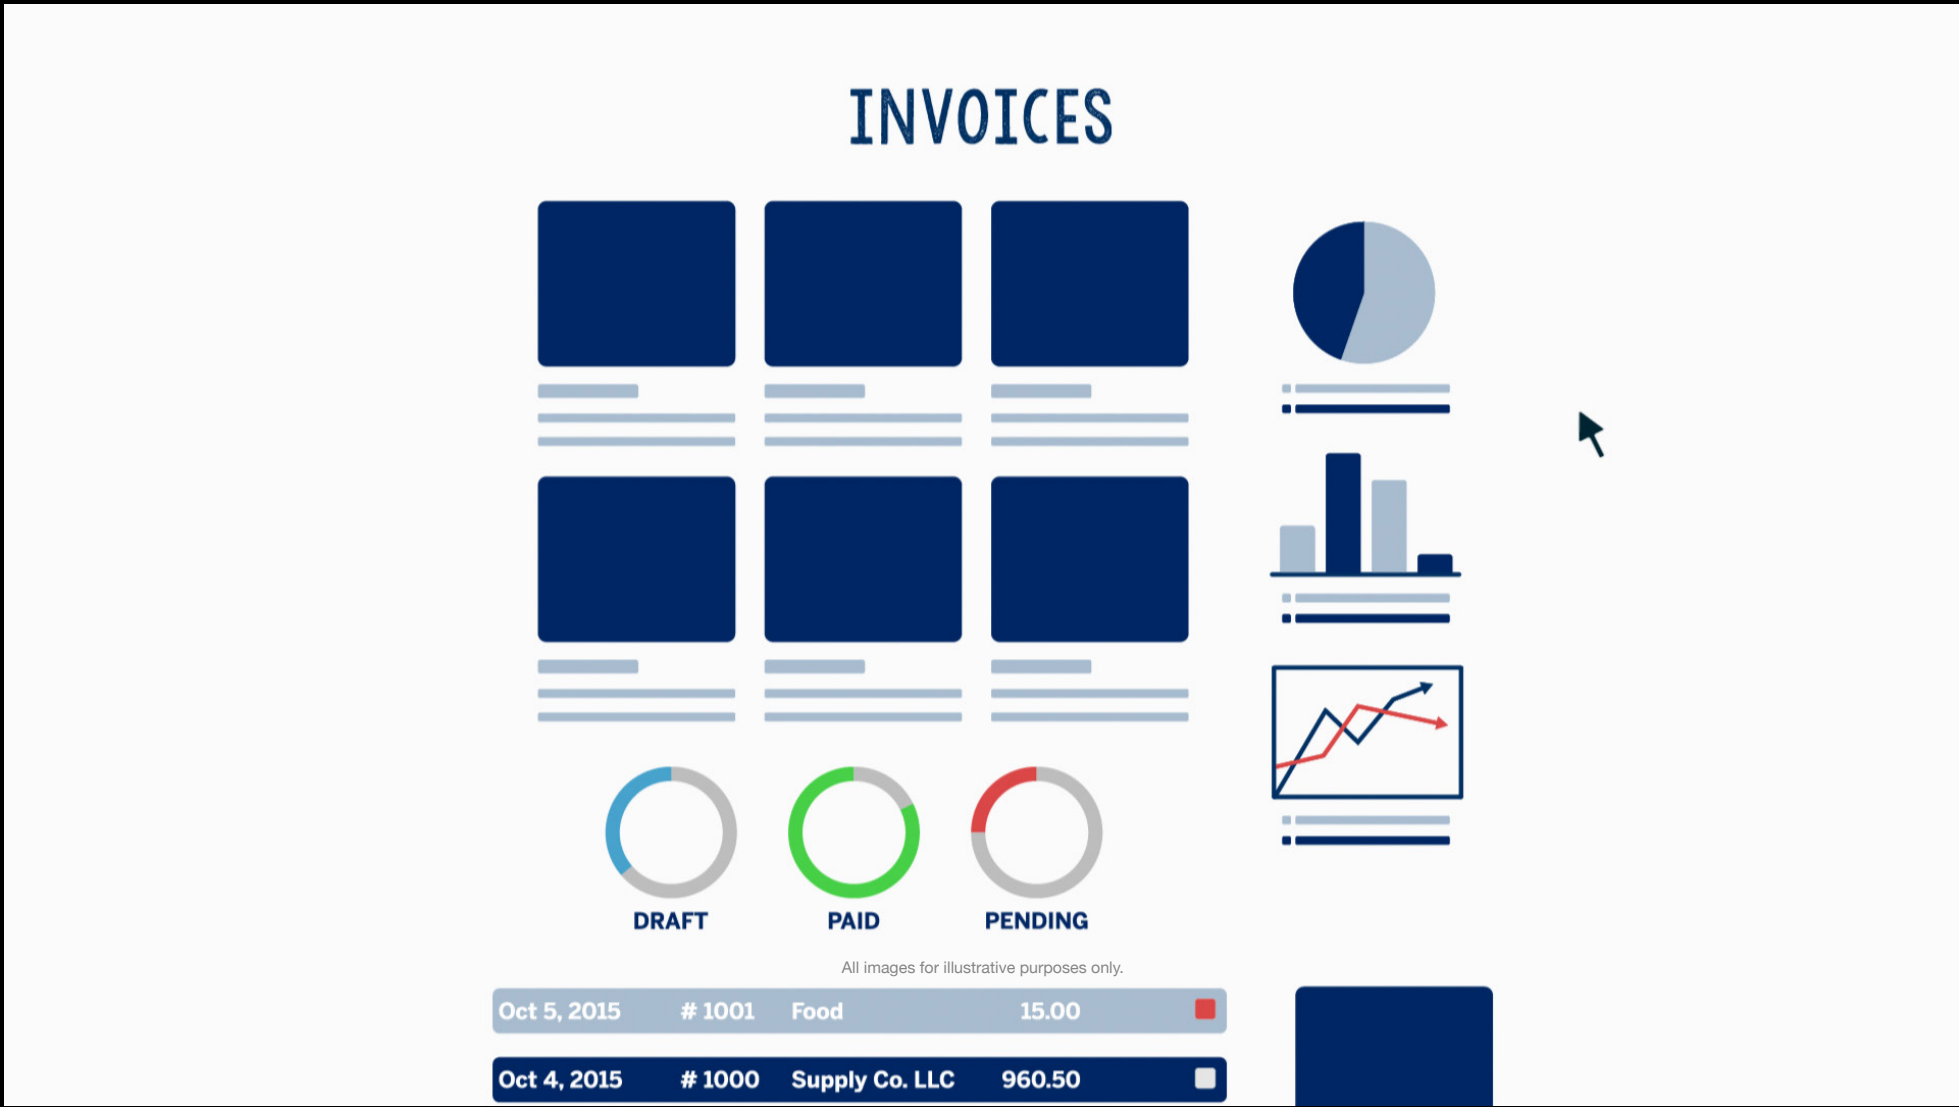 INVOICES
DRAFT PAID PENDING
All images for illustrative purposes only.
Oct 5, 2015 # 1001 Food 15.00
Oct 4, 2015 # 1000 Supply Co. LLC 960.50